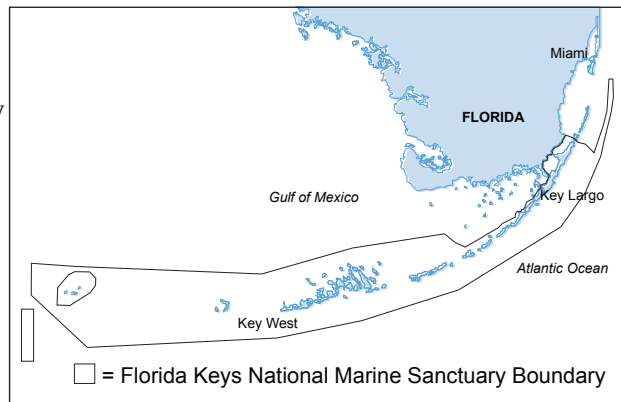 Miami
FLORIDA
Gulf of Mexico
Key Largo
Atlantic Ocean
Key West
= Florida Keys National Marine Sanctuary Boundary